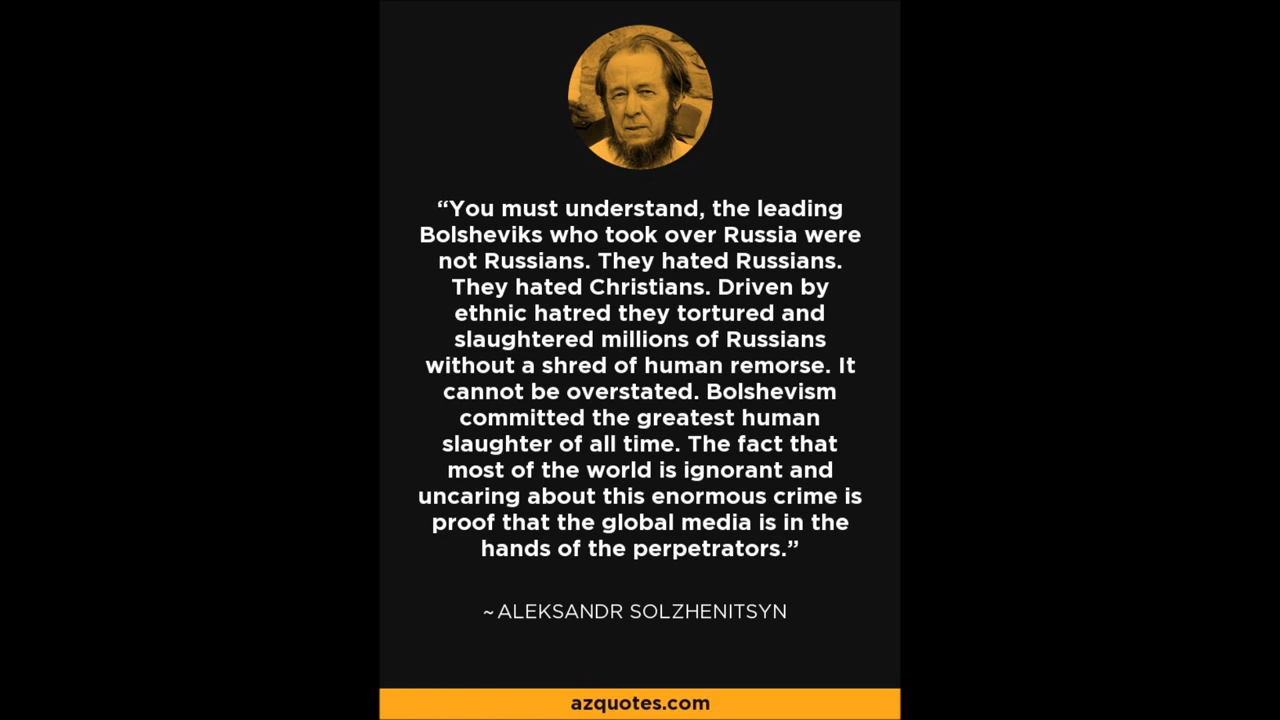 “You must understand, the leading
Bolsheviks who took over Russia were
not Russians. They hated Russians.
They hated Christians. Driven by
ethnic hatred they tortured and
slaughtered millions of Russians
without a shred of human remorse. It
cannot be overstated. Bolshevism
committed the greatest human
slaughter of all time. The fact that
most of the world is ignorant and
uncaring about this enormous crime is
proof that the global media is in the
hands of the perpetrators.”
~ ALEKSANDR SOLZHENITSYN
azquotes.com